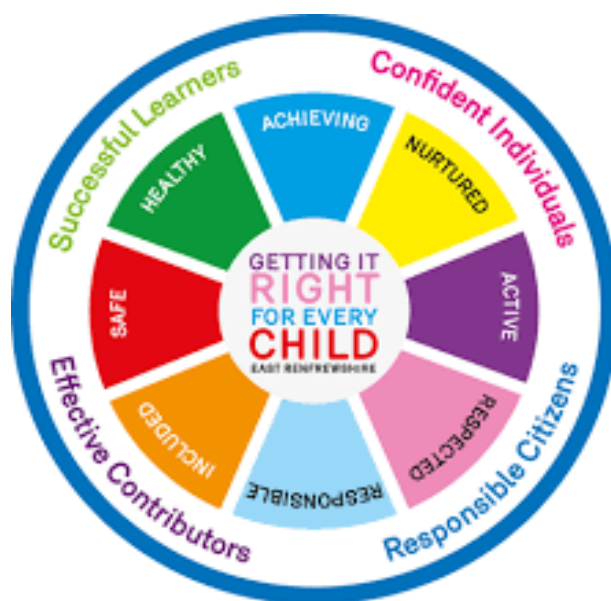 Successful Learners
Confident Individuals
ACHIEVING
NURTURED
ACTIVE
RESPECTED
RESPONSIBLE
INCLUDED
SAFE
HEALTHY
GETTING IT
RIGHT
FOR EVERY
CHILD
EAST RENFREWSHIRE
Responsible Citizens
Effective Contributors